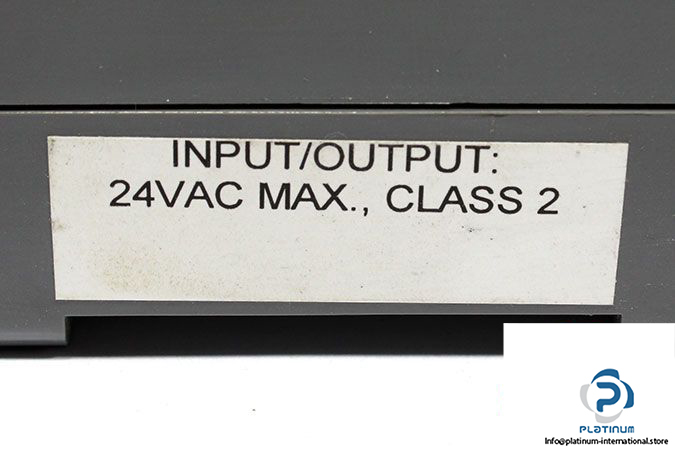 INPUT/OUTPUT:
24VAC MAX., CLASS 2
PLATINUM
Info@platinum-international.store